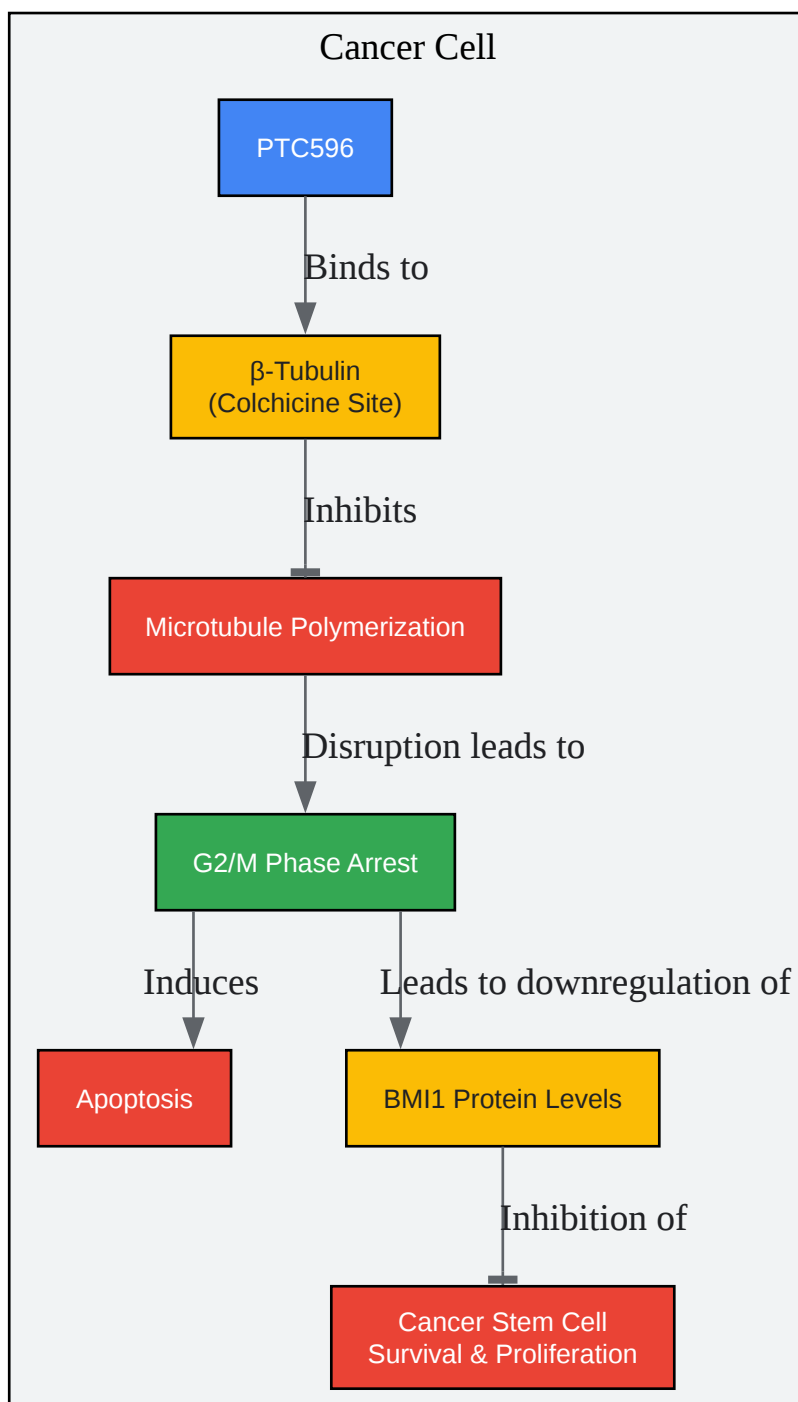 Cancer Cell
PTC596
Binds to
β-Tubulin
(Colchicine Site)
Inhibits
Microtubule Polymerization
Disruption leads to
G2/M Phase Arrest
Induces
Leads to downregulation of
Apoptosis
BMI1 Protein Levels
Inhibition of
Cancer Stem Cell
Survival & Proliferation